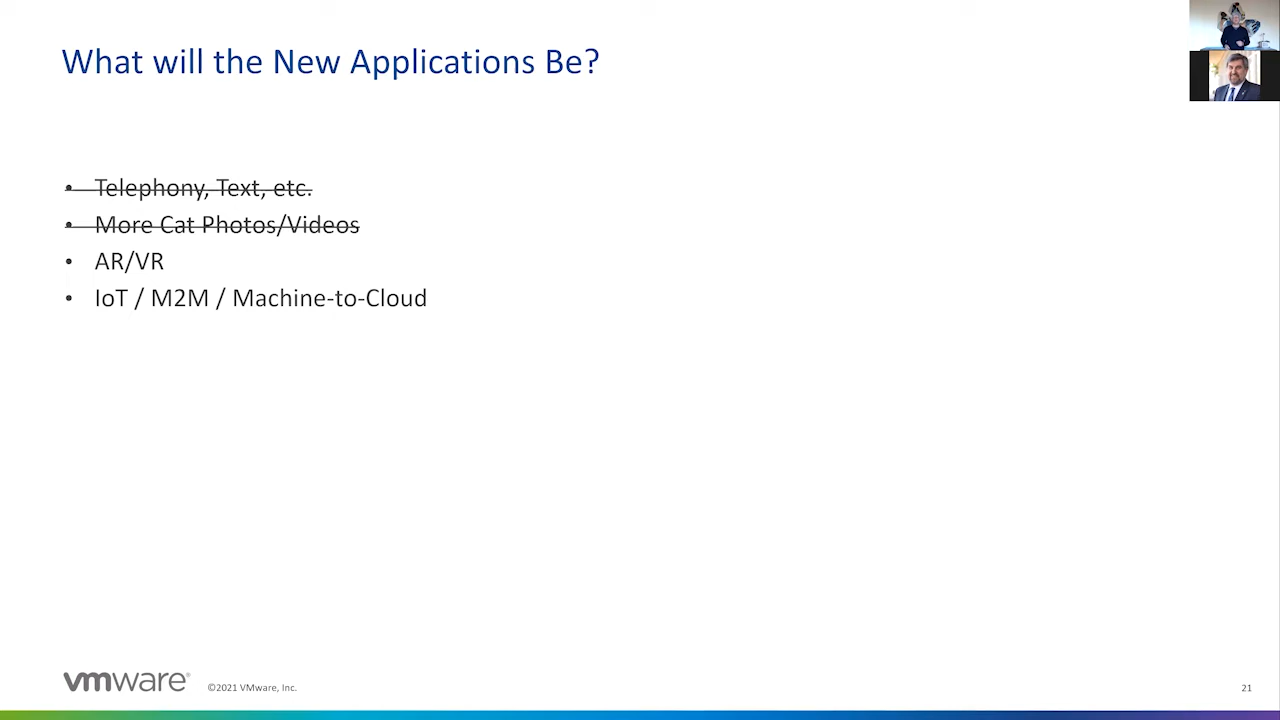 What will the New Applications Be?
• Telephony, Text, etc.
• More Cat Photos/Videos
• AR/VR
• IoT / M2M / Machine-to-Cloud
vmware®
©2021 VMware, Inc.
21